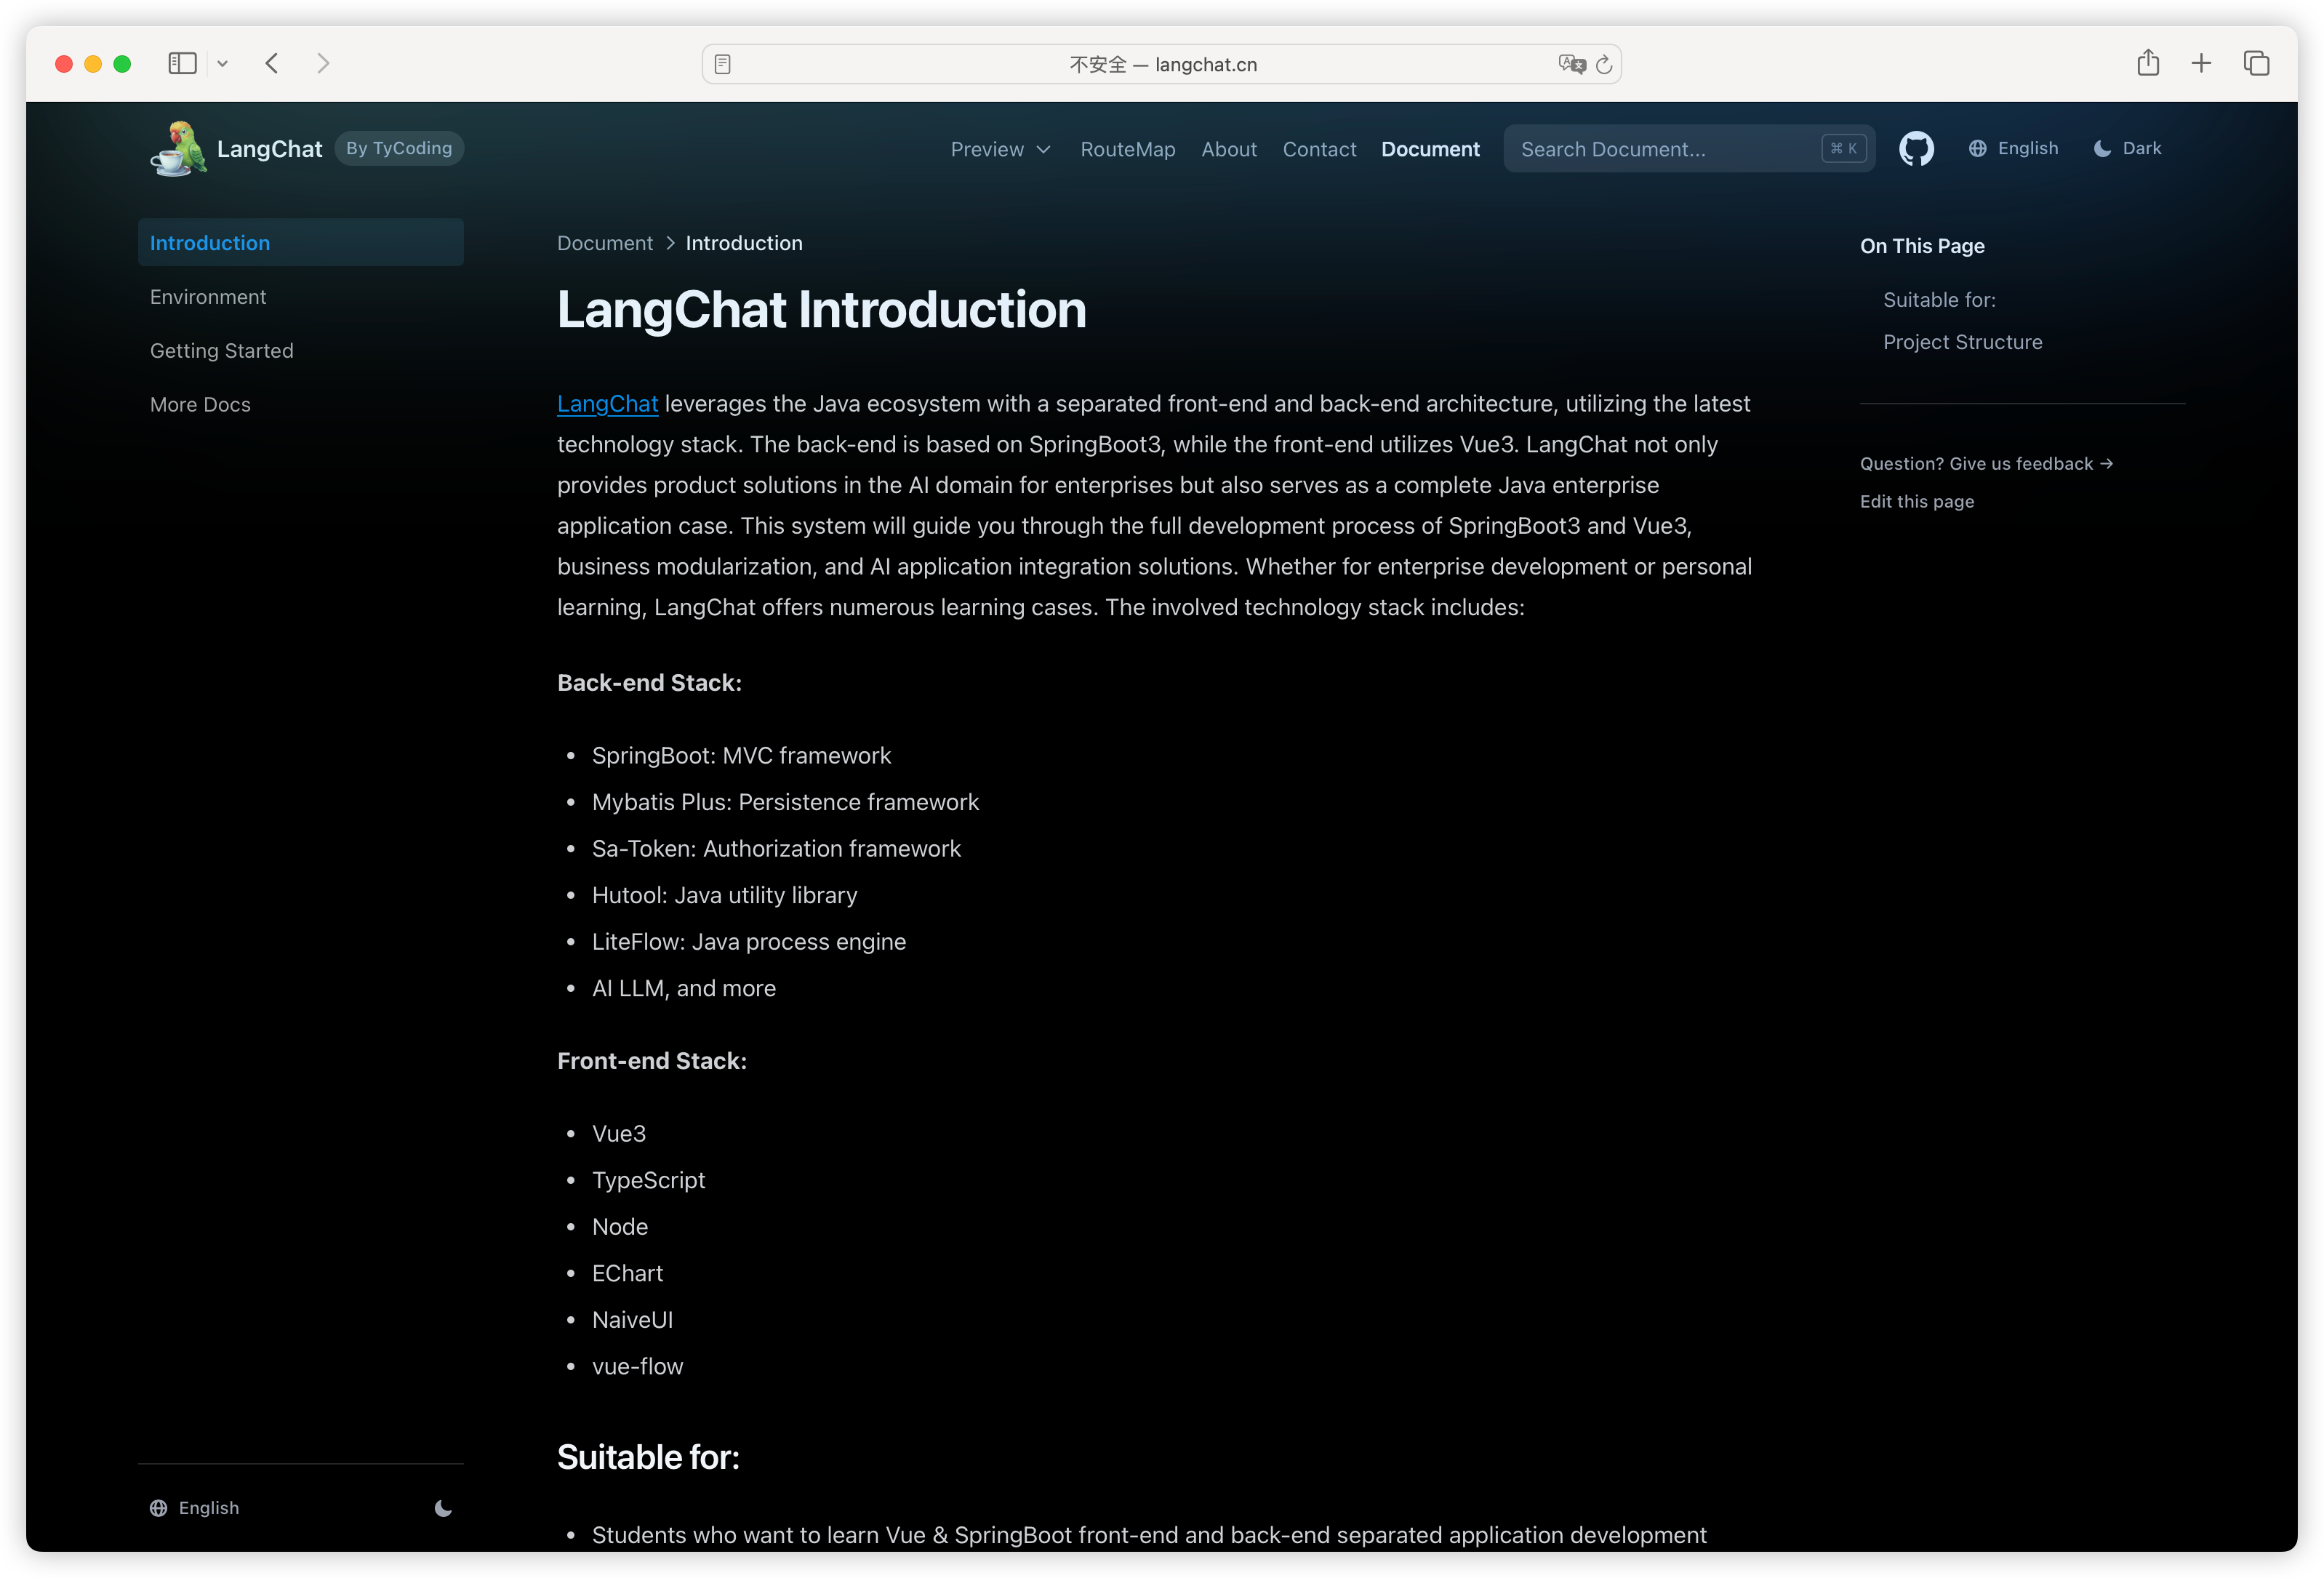 不安全 — langchat.cn
LangChat By TyCoding
Preview RouteMap About Contact Document Search Document... ⌘ K English Dark
Introduction
Environment
Getting Started
More Docs
Document > Introduction
LangChat Introduction
LangChat leverages the Java ecosystem with a separated front-end and back-end architecture, utilizing the latest
technology stack. The back-end is based on SpringBoot3, while the front-end utilizes Vue3. LangChat not only
provides product solutions in the AI domain for enterprises but also serves as a complete Java enterprise
application case. This system will guide you through the full development process of SpringBoot3 and Vue3,
business modularization, and AI application integration solutions. Whether for enterprise development or personal
learning, LangChat offers numerous learning cases. The involved technology stack includes:
Back-end Stack:
• SpringBoot: MVC framework
• Mybatis Plus: Persistence framework
• Sa-Token: Authorization framework
• Hutool: Java utility library
• LiteFlow: Java process engine
• AI LLM, and more
Front-end Stack:
• Vue3
• TypeScript
• Node
• EChart
• NaiveUI
• vue-flow
Suitable for:
• Students who want to learn Vue & SpringBoot front-end and back-end separated application development
On This Page
Suitable for:
Project Structure
Question? Give us feedback →
Edit this page
English